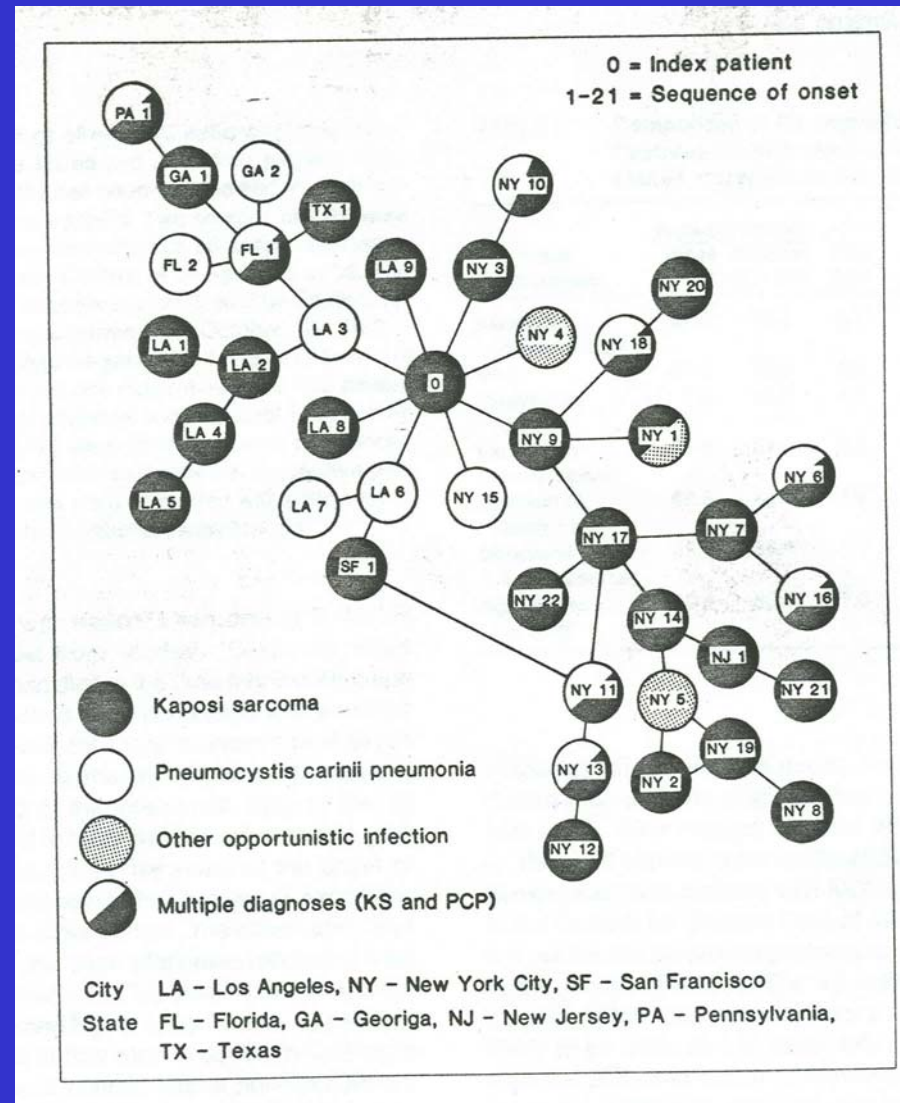 0 = Index patient
1-21 = Sequence of onset
PA 1
GA 1
GA 2
TX 1
FL 1
FL 2
NY 10
LA 9
NY 3
NY 20
LA 3
NY 4
NY 18
LA 1
LA 2
0
LA 4
LA 8
NY 9
NY 1
LA 5
LA 7
LA 6
NY 15
NY 6
NY 17
NY 7
SF 1
NY 22
NY 14
NY 16
NY 11
NJ 1
NY 21
NY 5
NY 13
NY 2
NY 19
NY 12
NY 8
Kaposi sarcoma
Pneumocystis carinii pneumonia
Other opportunistic infection
Multiple diagnoses (KS and PCP)
City LA - Los Angeles, NY - New York City, SF - San Francisco
State FL - Florida, GA - Georiga, NJ - New Jersey, PA - Pennsylvania,
TX - Texas